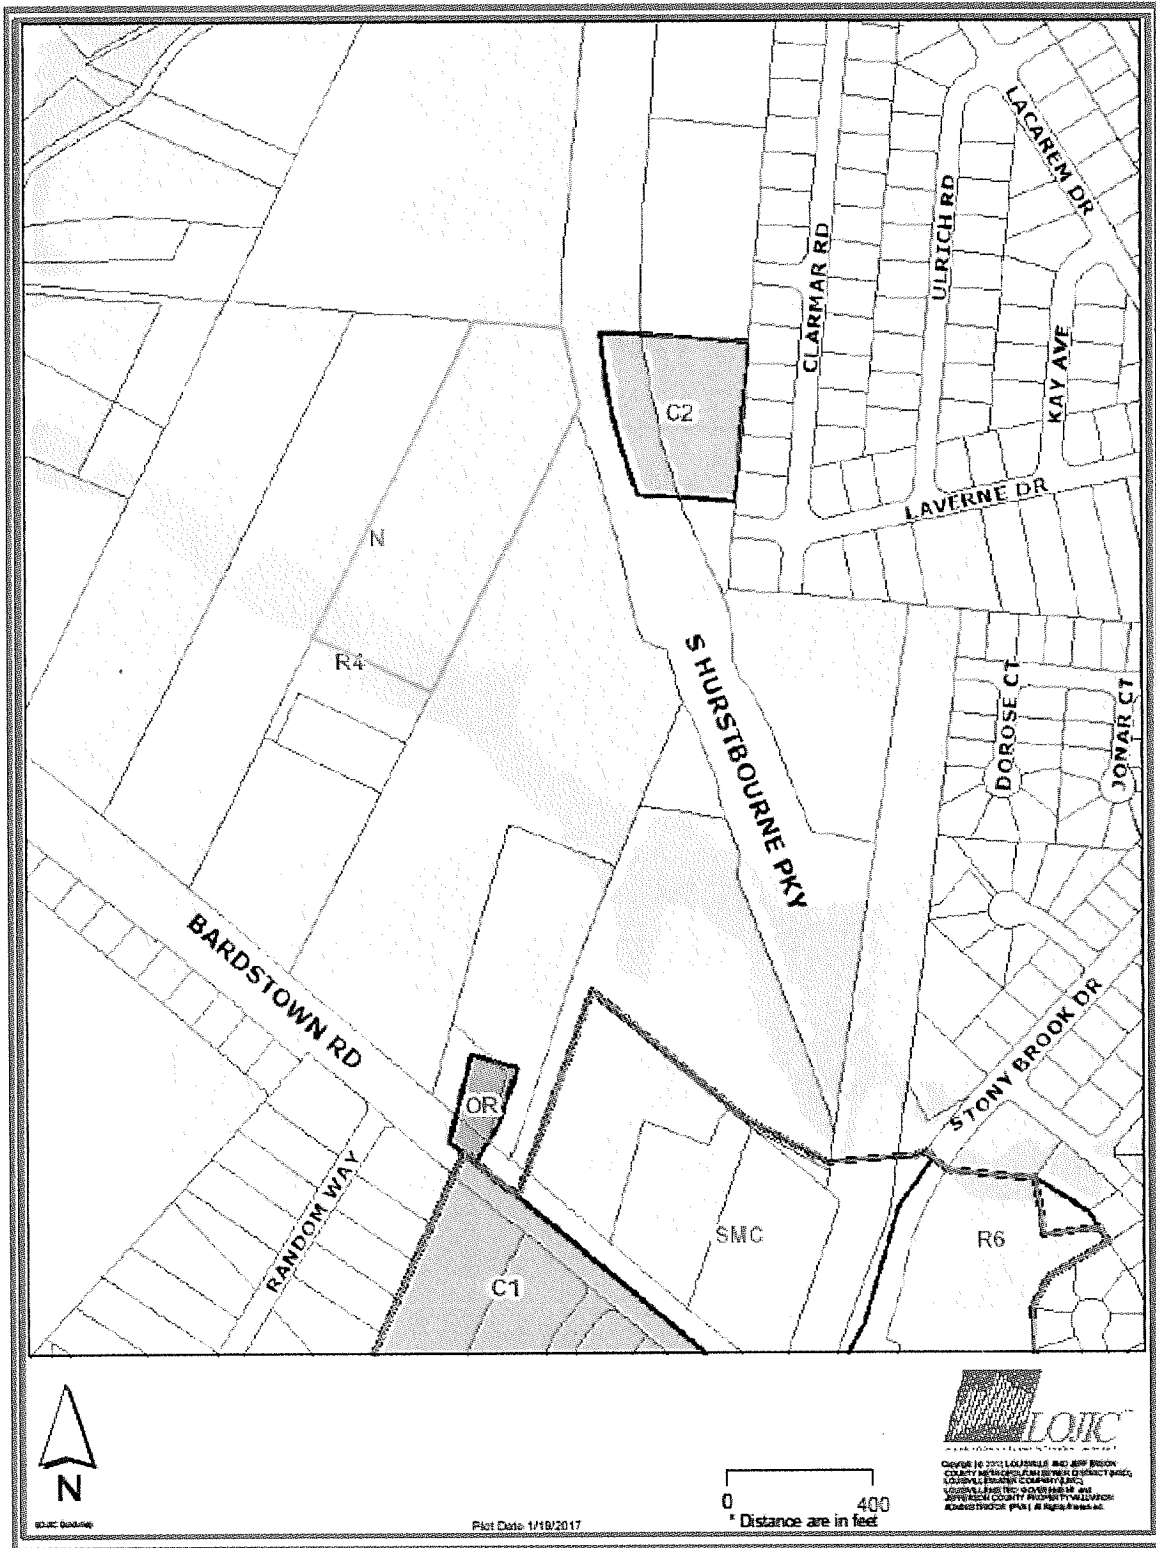 LACAREM DR
ULRICH RD
CLARMAR RD
KAY AVE
C2
LAVERNE DR
N
R4
S HURSTBOURNE PKY
DOROSE CT
JONAR CT
BARDSTOWN RD
STONY BROOK DR
OR
RANDOM WAY
SMC
R6
C1
LOJIC
N
0 400
* Distance are in feet
Plot Date 1/19/2017